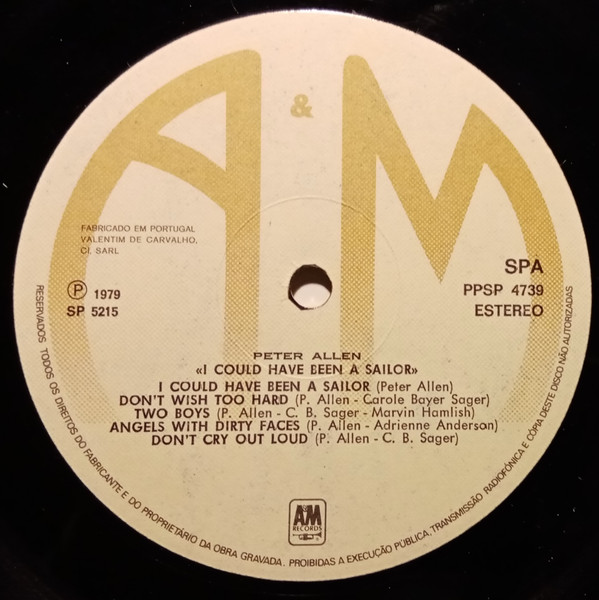 A & M
FABRICADO EM PORTUGAL
VALENTIM DE CARVALHO,
CI. SARL
Ⓟ 1979
SP 5215
SPA
PPSP 4739
ESTEREO
PETER ALLEN
«I COULD HAVE BEEN A SAILOR»
I COULD HAVE BEEN A SAILOR (Peter Allen)
DON'T WISH TOO HARD (P. Allen - Carole Bayer Sager)
TWO BOYS (P. Allen - C. B. Sager - Marvin Hamlish)
ANGELS WITH DIRTY FACES (P. Allen - Adrienne Anderson)
DON'T CRY OUT LOUD (P. Allen - C. B. Sager)
A&M
RECORDS
RESERVADOS TODOS OS DIREITOS DO FABRICANTE E DO PROPRIETÁRIO DA OBRA GRAVADA. PROIBIDAS A EXECUÇÃO PÚBLICA, TRANSMISSÃO RADIOFÓNICA E CÓPIA DESTE DISCO NÃO AUTORIZADAS